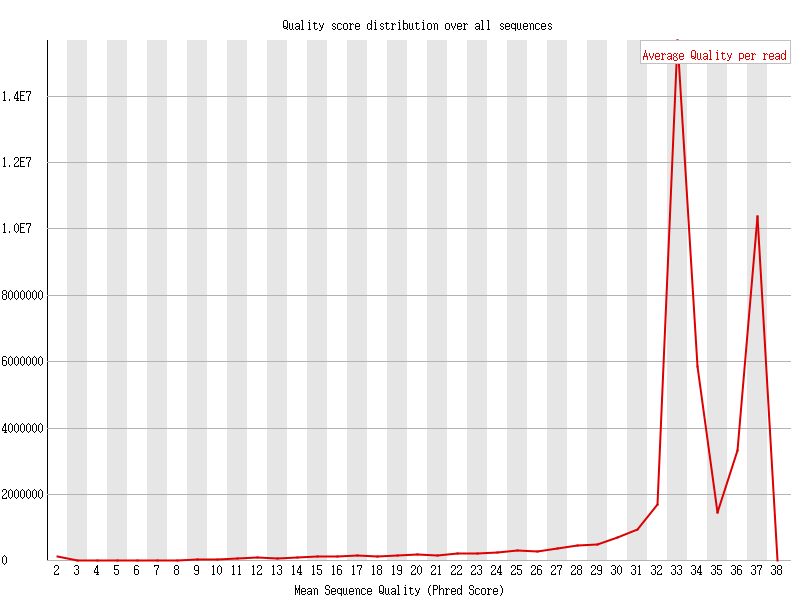 Quality score distribution over all sequences
Average Quality per read
1.4E7
1.2E7
1.0E7
8000000
6000000
4000000
2000000
0
2 3 4 5 6 7 8 9 10 11 12 13 14 15 16 17 18 19 20 21 22 23 24 25 26 27 28 29 30 31 32 33 34 35 36 37 38
Mean Sequence Quality (Phred Score)